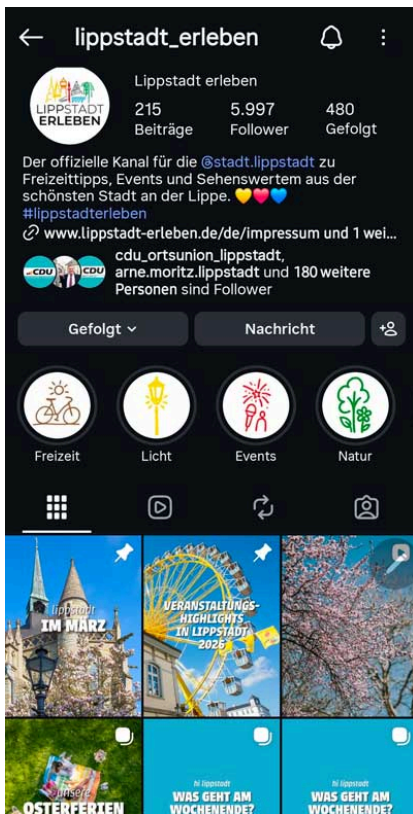 lippstadt_erleben
LIPPSTADT
ERLEBEN
Lippstadt erleben
215 5.997 480
Beiträge Follower Gefolgt
Der offizielle Kanal für die @stadt.lippstadt zu
Freizeittipps, Events und Sehenswertem aus der
schönsten Stadt an der Lippe. 💛❤️💙
#lippstadterleben
www.lippstadt-erleben.de/de/impressum und 1 wei...
CDU CDU
cdu_ortsunion_lippstadt,
arne.moritz.lippstadt und 180 weitere
Personen sind Follower
Gefolgt Nachricht
Freizeit Licht Events Natur
lippstadt
IM MÄRZ
VERANSTALTUNGS-
HIGHLIGHTS
IN LIPPSTADT
2026
unsere
OSTERFERIEN
hi lippstadt
WAS GEHT AM
WOCHENENDE?
hi lippstadt
WAS GEHT AM
WOCHENENDE?